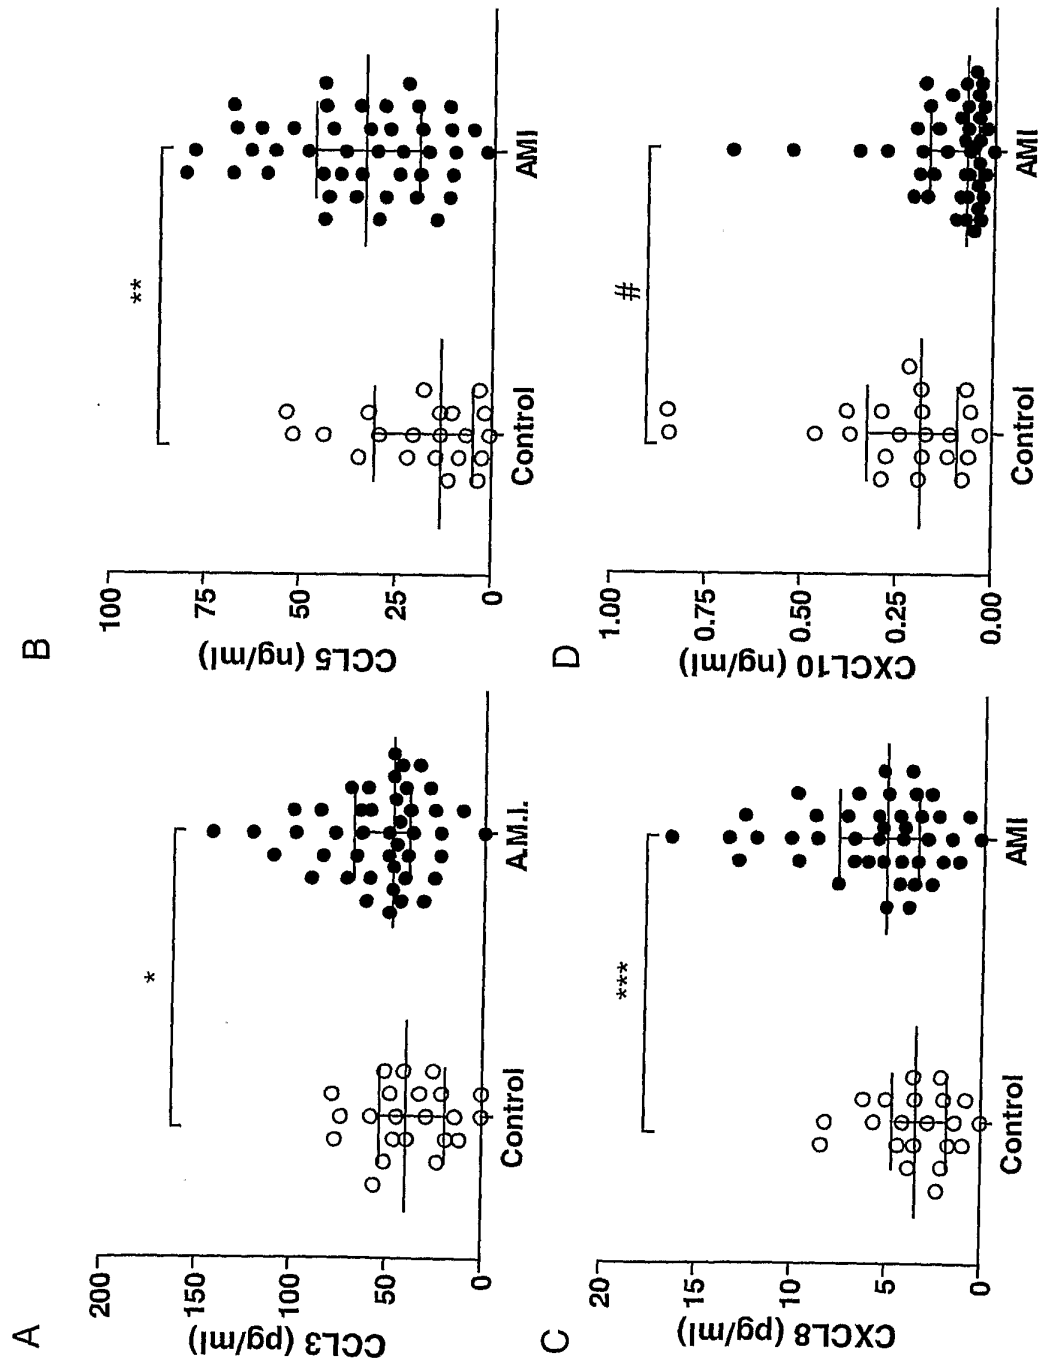 A
CCL3 (pg/ml)
200
150
100
50
0
*
Control
A.M.I.
B
CCL5 (ng/ml)
100
75
50
25
0
**
Control
AMI
C
CXCL8 (pg/ml)
20
15
10
5
0
***
Control
AMI
D
CXCL10 (ng/ml)
1.00
0.75
0.50
0.25
0.00
#
Control
AMI